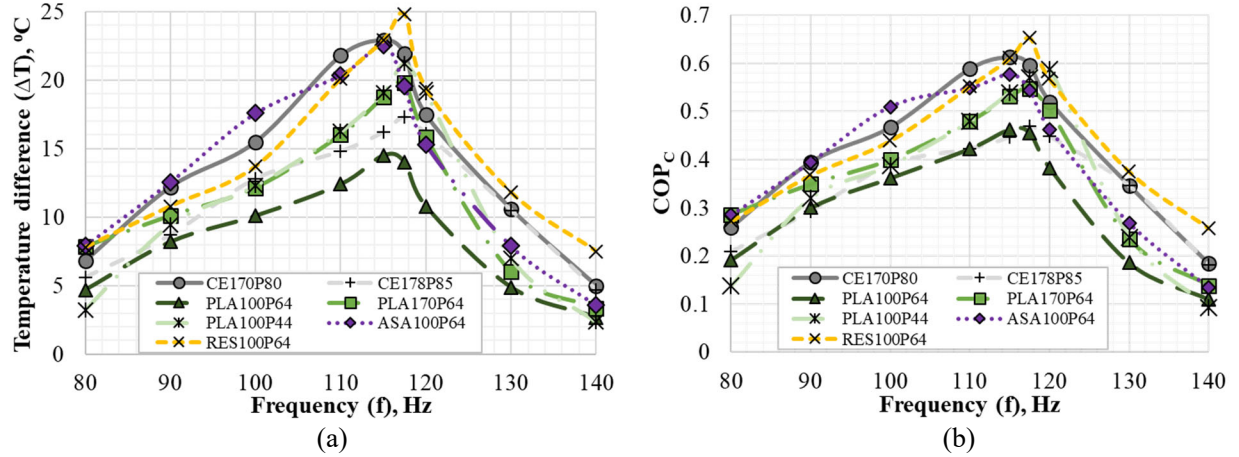 25
20
15
10
5
0
Temperature difference (ΔT), ºC
CE170P80
CE178P85
PLA100P64
PLA170P64
PLA100P44
ASA100P64
RES100P64
80 90 100 110 120 130 140
Frequency (f), Hz
(a)
0.7
0.6
0.5
0.4
0.3
0.2
0.1
0
COP_C
CE170P80
CE178P85
PLA100P64
PLA170P64
PLA100P44
ASA100P64
RES100P64
80 90 100 110 120 130 140
Frequency (f), Hz
(b)